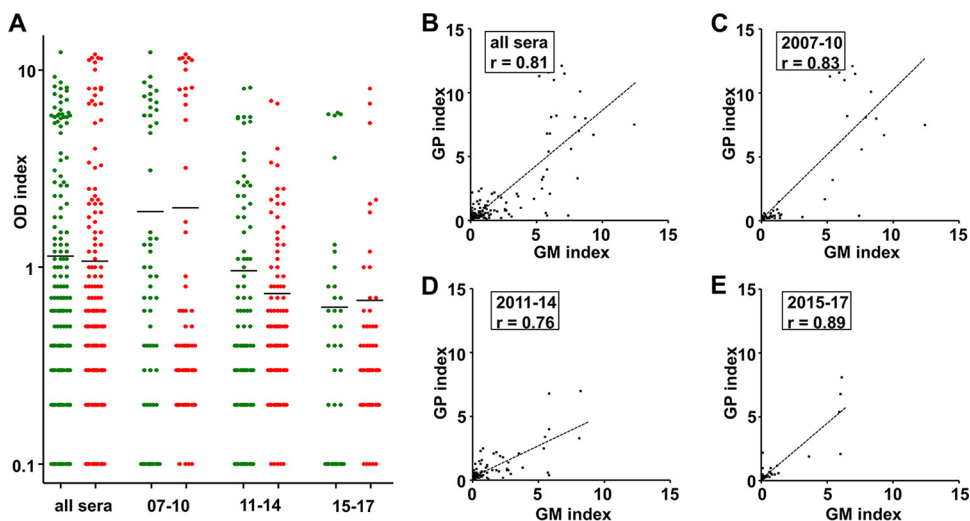 A
OD index
10
1
0.1
all sera
07-10
11-14
15-17
B
all sera
r = 0.81
GP index
15
10
5
0
0
5
10
15
GM index
C
2007-10
r = 0.83
GP index
15
10
5
0
0
5
10
15
GM index
D
2011-14
r = 0.76
GP index
15
10
5
0
0
5
10
15
GM index
E
2015-17
r = 0.89
GP index
15
10
5
0
0
5
10
15
GM index